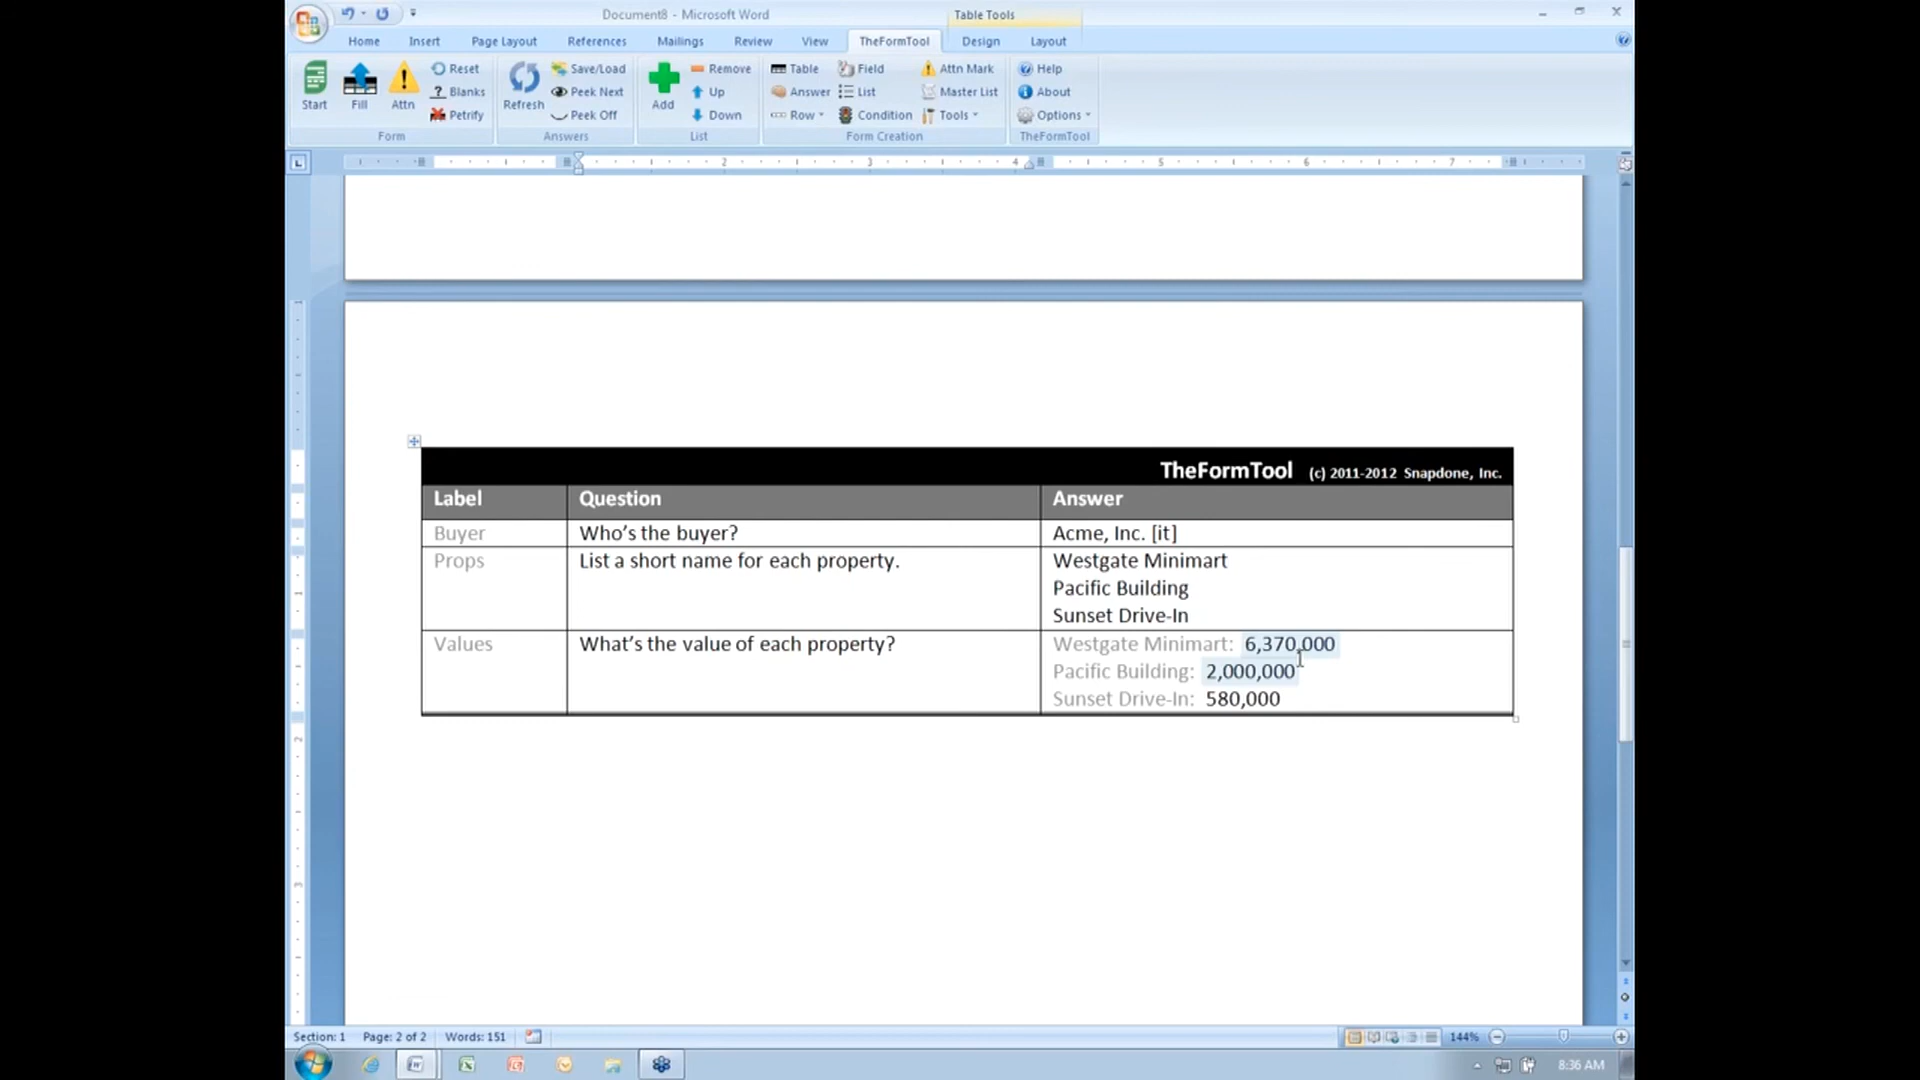 Document8 - Microsoft Word
Table Tools
Home Insert Page Layout References Mailings Review View TheFormTool Design Layout
Start
Fill
Attn
Reset
Blanks
Petrify
Form
Refresh
Save/Load
Peek Next
Peek Off
Answers
Add
Remove
Up
Down
List
Table Field Attn Mark
Answer List Master List
Row Condition Tools
Form Creation
Help
About
Options
TheFormTool
2 3 4 5 6 7
TheFormTool (c) 2011-2012 Snapdone, Inc.
Label Question Answer
Buyer Who's the buyer? Acme, Inc. [it]
Props List a short name for each property. Westgate Minimart
Pacific Building
Sunset Drive-In
Values What's the value of each property? Westgate Minimart: 6,370,000
Pacific Building: 2,000,000
Sunset Drive-In: 580,000
Section: 1 Page: 2 of 2 Words: 151 144%
8:36 AM